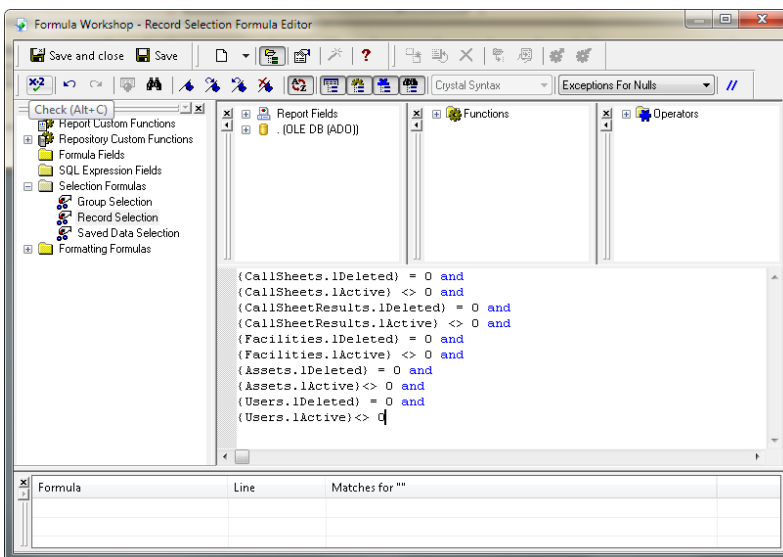 Formula Workshop - Record Selection Formula Editor
Save and close Save
Crystal Syntax Exceptions For Nulls
Check (Alt+C)
Report Custom Functions
Repository Custom Functions
Formula Fields
SQL Expression Fields
Selection Formulas
Group Selection
Record Selection
Saved Data Selection
Formatting Formulas
Report Fields
. (OLE DB (ADO))
Functions
Operators
{CallSheets.lDeleted} = 0 and
{CallSheets.lActive} <> 0 and
{CallSheetResults.lDeleted} = 0 and
{CallSheetResults.lActive} <> 0 and
{Facilities.lDeleted} = 0 and
{Facilities.lActive} <> 0 and
{Assets.lDeleted} = 0 and
{Assets.lActive}<> 0 and
{Users.lDeleted} = 0 and
{Users.lActive}<> 0
Formula Line Matches for ""